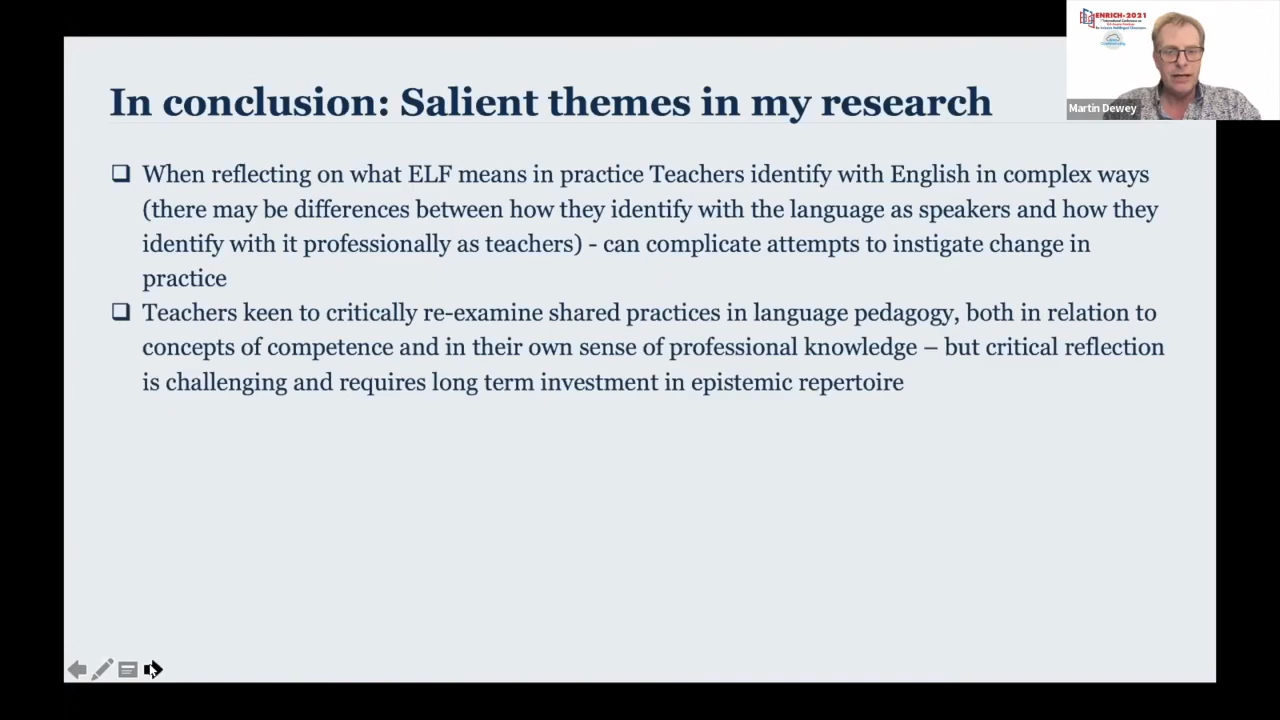 ENRICH-2021
In conclusion: Salient themes in my research
Martin Dewey
❑ When reflecting on what ELF means in practice Teachers identify with English in complex ways
(there may be differences between how they identify with the language as speakers and how they
identify with it professionally as teachers) - can complicate attempts to instigate change in
practice
❑ Teachers keen to critically re-examine shared practices in language pedagogy, both in relation to
concepts of competence and in their own sense of professional knowledge – but critical reflection
is challenging and requires long term investment in epistemic repertoire